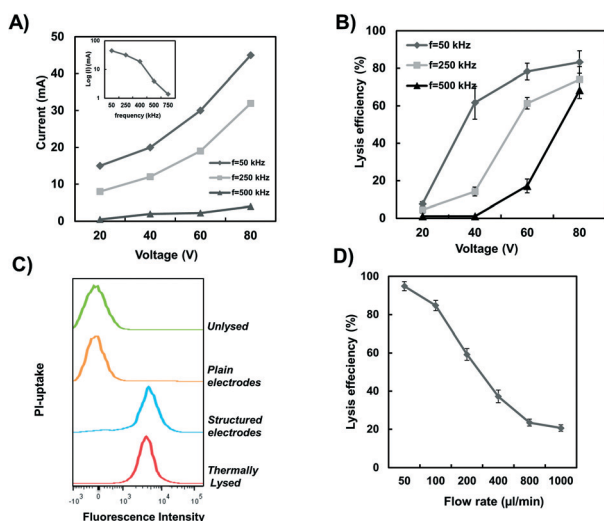 A)
Current (mA)
50
40
30
20
10
0
20 40 60 80
Voltage (V)
Log (I) (mA)
100
10
1
50 250 400 500 750
frequency (kHz)
f=50 kHz
f=250 kHz
f=500 kHz
B)
Lysis efficiency (%)
100
80
60
40
20
0
20 40 60 80
Voltage (V)
f=50 kHz
f=250 kHz
f=500 kHz
C)
PI-uptake
Unlysed
Plain
electrodes
Structured
electrodes
Thermally
Lysed
-10³ 0 10³ 10⁴ 10⁵
Fluorescence Intensity
D)
Lysis effeciency (%)
100
80
60
40
20
0
50 100 200 400 800 1000
Flow rate (µl/min)